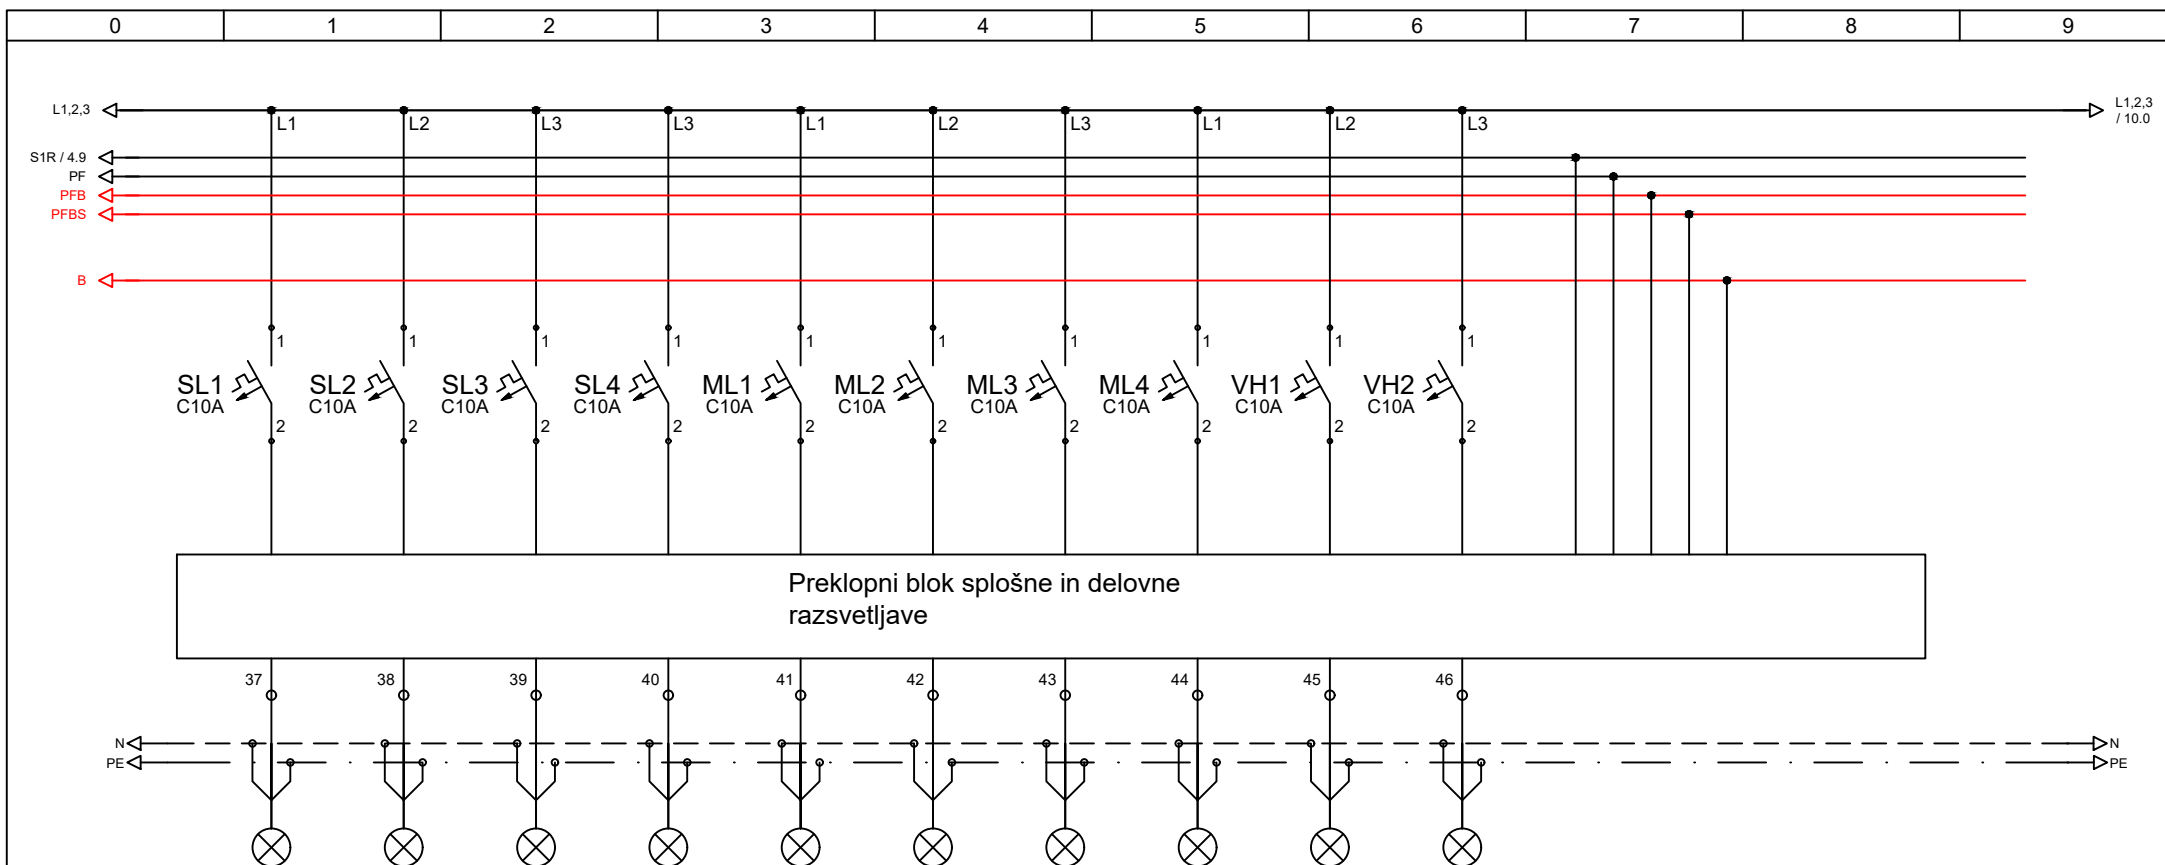 0 1 2 3 4 5 6 7 8 9
L1,2,3
L1,2,3
/ 10.0
L1 L2 L3 L3 L1 L2 L3 L1 L2 L3
S1R / 4.9
PF
PFB
PFBS
B
1 1 1 1 1 1 1 1 1 1
SL1 SL2 SL3 SL4 ML1 ML2 ML3 ML4 VH1 VH2
C10A C10A C10A C10A C10A C10A C10A C10A C10A C10A
2 2 2 2 2 2 2 2 2 2
Preklopni blok splošne in delovne
razsvetljave
37 38 39 40 41 42 43 44 45 46
N N
PE PE